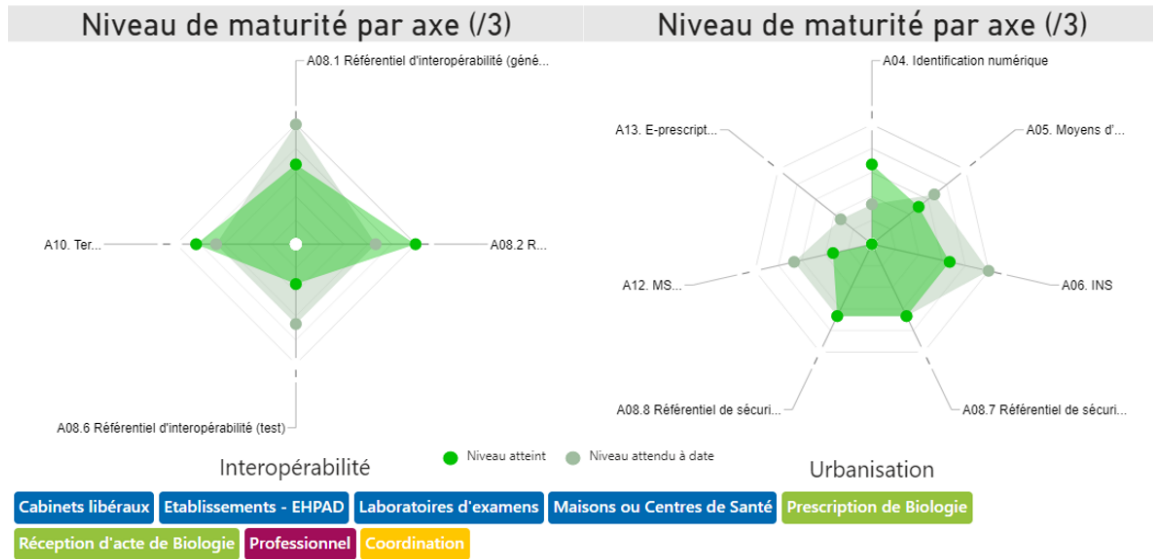 Niveau de maturité par axe (/3)
Niveau de maturité par axe (/3)
A08.1 Référentiel d'interopérabilité (géné...
A10. Ter...
A08.2 R...
A08.6 Référentiel d'interopérabilité (test)
A04. Identification numérique
A13. E-prescript...
A05. Moyens d'...
A12. MS...
A06. INS
A08.8 Référentiel de sécuri...
A08.7 Référentiel de sécuri...
Interopérabilité
Niveau atteint
Niveau attendu à date
Urbanisation
Cabinets libéraux
Etablissements - EHPAD
Laboratoires d'examens
Maisons ou Centres de Santé
Prescription de Biologie
Réception d'acte de Biologie
Professionnel
Coordination